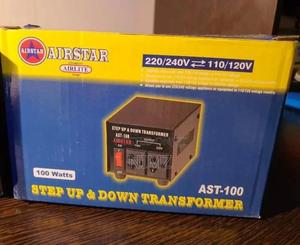 AIRSTAR
AIRSTAR
AIRLITE
220/240V ⇄ 110/120V
STEP UP & DOWN TRANSFORMER
AST-100
100 Watts
AST-100
STEP UP & DOWN TRANSFORMER